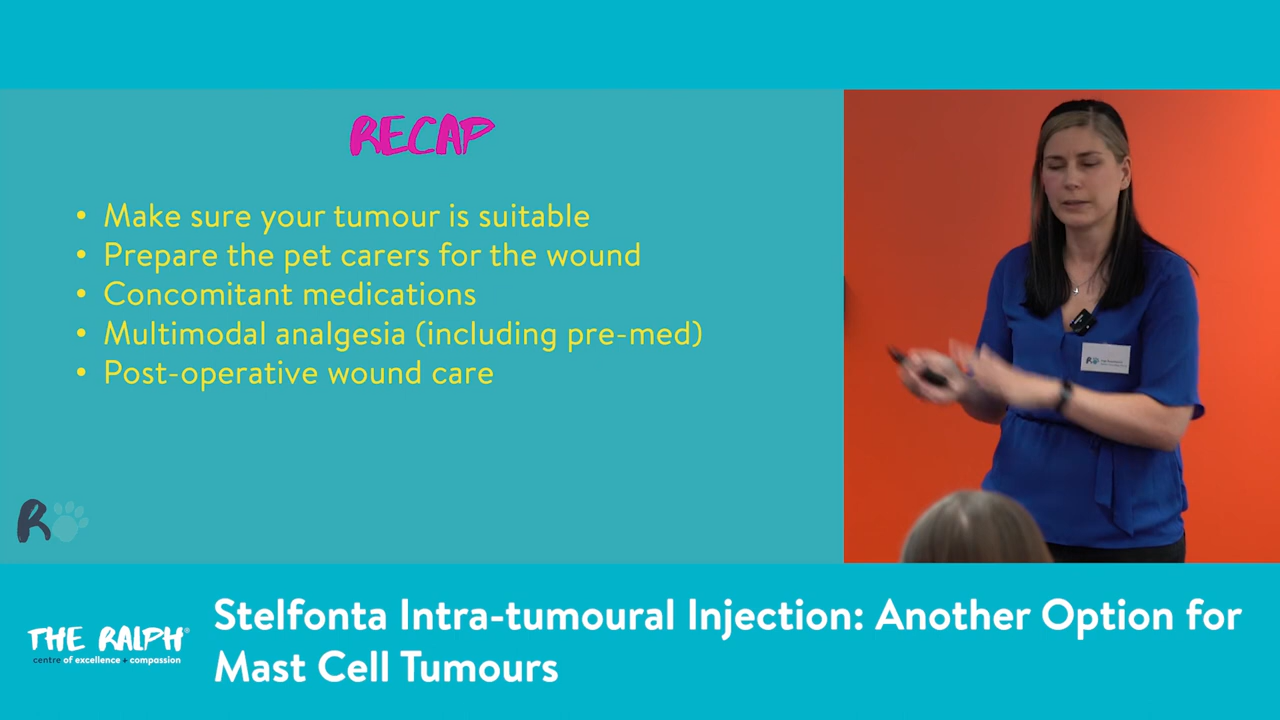 RECAP
• Make sure your tumour is suitable
• Prepare the pet carers for the wound
• Concomitant medications
• Multimodal analgesia (including pre-med)
• Post-operative wound care
R
THE RALPH®
centre of excellence + compassion
Stelfonta Intra-tumoural Injection: Another Option for
Mast Cell Tumours